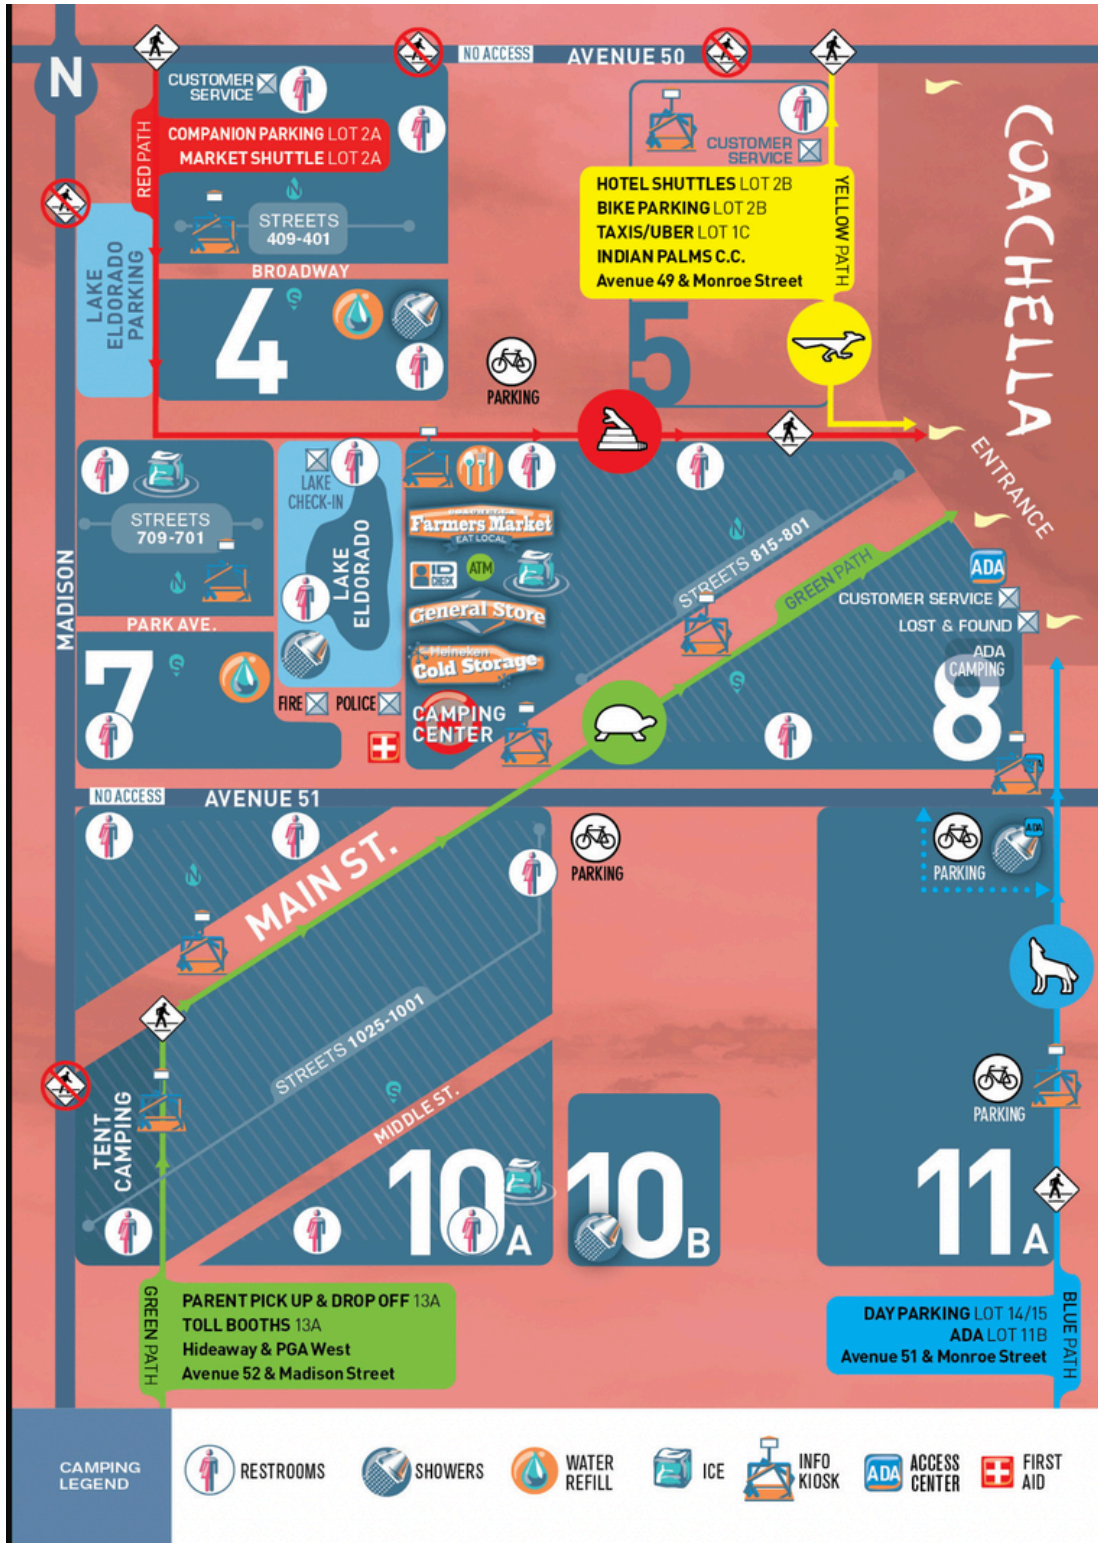 N
NO ACCESS
AVENUE 50
CUSTOMER
SERVICE
RED PATH
COMPANION PARKING LOT 2A
MARKET SHUTTLE LOT 2A
N
STREETS
409-401
BROADWAY
S
4
LAKE
ELDORADO
PARKING
PARKING
CUSTOMER
SERVICE
HOTEL SHUTTLES LOT 2B
BIKE PARKING LOT 2B
TAXIS/UBER LOT 1C
INDIAN PALMS C.C.
Avenue 49 & Monroe Street
YELLOW PATH
5
COACHELLA
ENTRANCE
STREETS
709-701
N
MADISON
PARK AVE.
S
7
LAKE
CHECK-IN
LAKE
ELDORADO
FIRE
POLICE
COACHELLA
Farmers Market
EAT LOCAL
ID
CHECK
ATM
General Store
Heineken
Cold Storage
CAMPING
CENTER
N
STREETS 815-801
GREEN PATH
S
ADA
CUSTOMER SERVICE
LOST & FOUND
ADA
CAMPING
8
NO ACCESS
AVENUE 51
N
MAIN ST.
PARKING
PARKING
ADA
STREETS 1025-1001
S
MIDDLE ST.
TENT
CAMPING
10A
10B
PARKING
11A
GREEN PATH
PARENT PICK UP & DROP OFF 13A
TOLL BOOTHS 13A
Hideaway & PGA West
Avenue 52 & Madison Street
DAY PARKING LOT 14/15
ADA LOT 11B
Avenue 51 & Monroe Street
BLUE PATH
CAMPING
LEGEND
RESTROOMS
SHOWERS
WATER
REFILL
ICE
INFO
KIOSK
ADA
ACCESS
CENTER
FIRST
AID